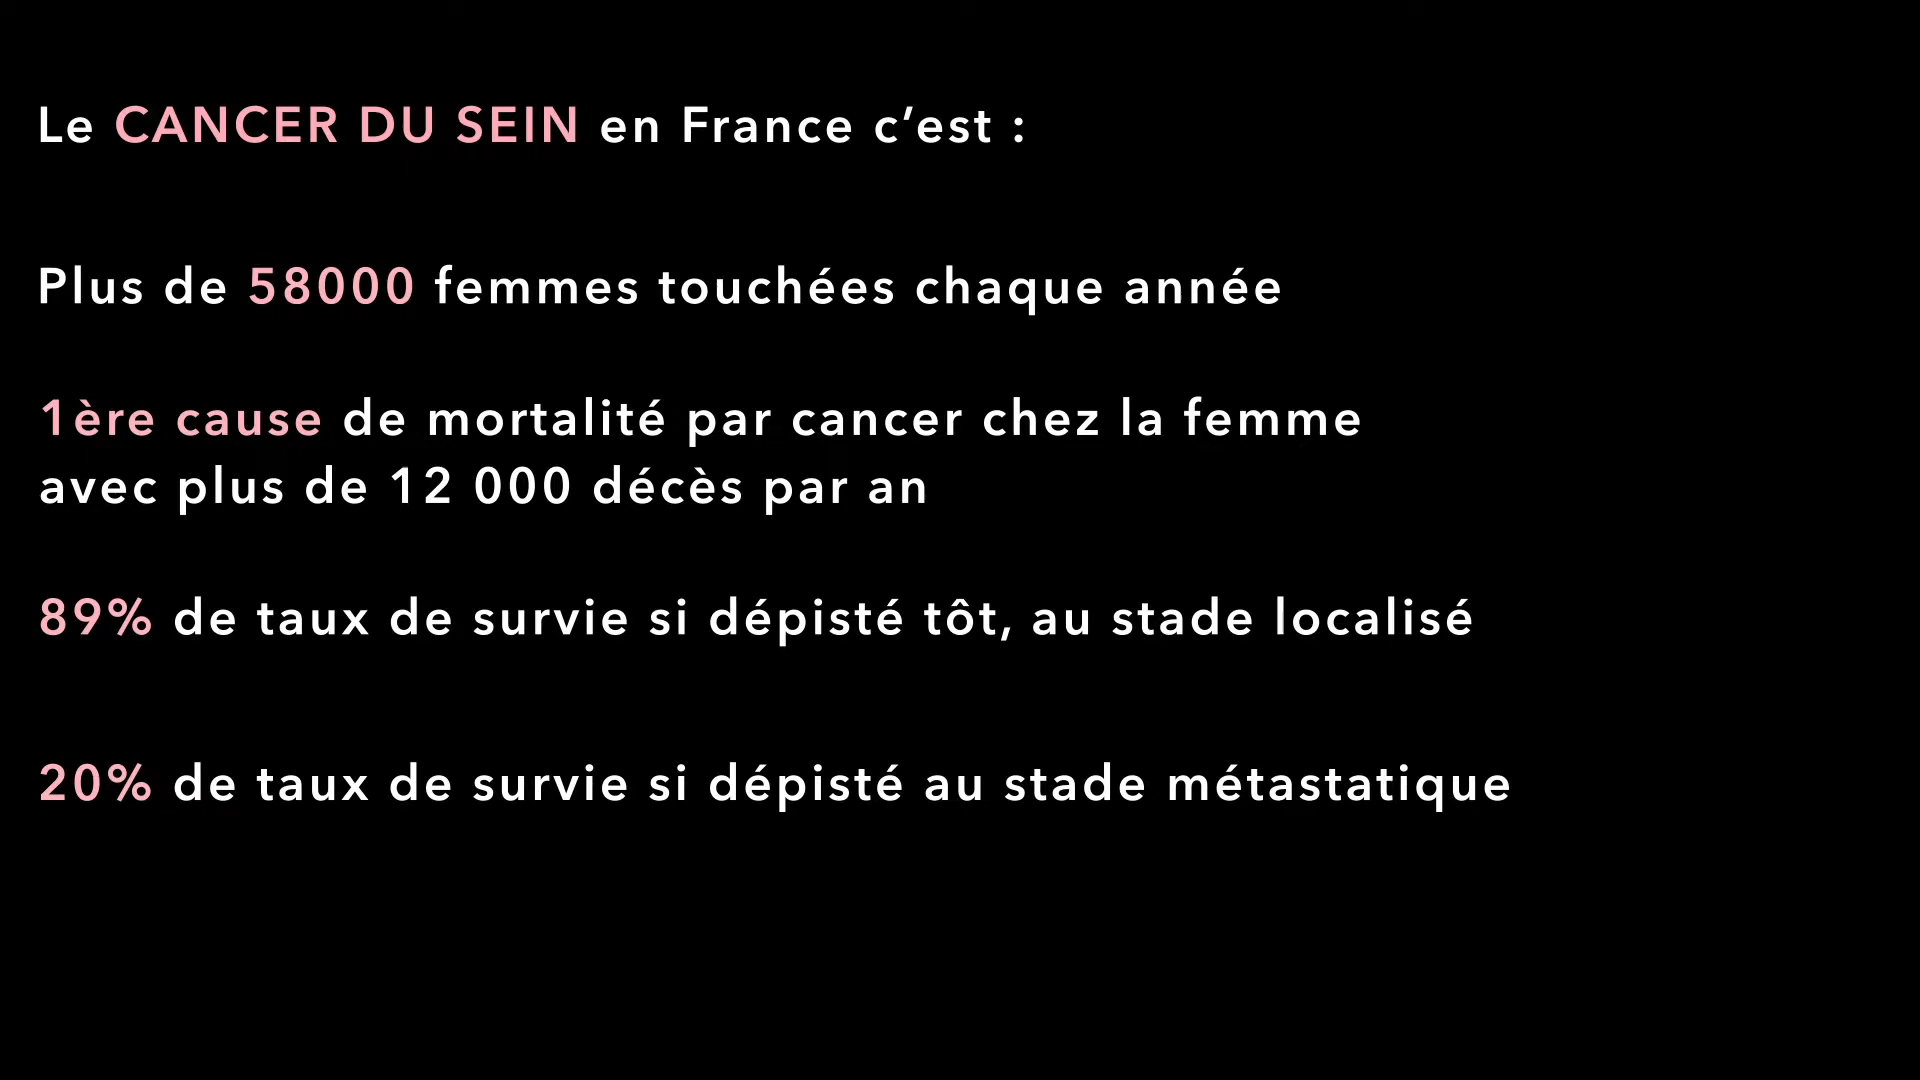 Le CANCER DU SEIN en France c’est :
Plus de 58000 femmes touchées chaque année
1ère cause de mortalité par cancer chez la femme
avec plus de 12 000 décès par an
89% de taux de survie si dépisté tôt, au stade localisé
20% de taux de survie si dépisté au stade métastatique